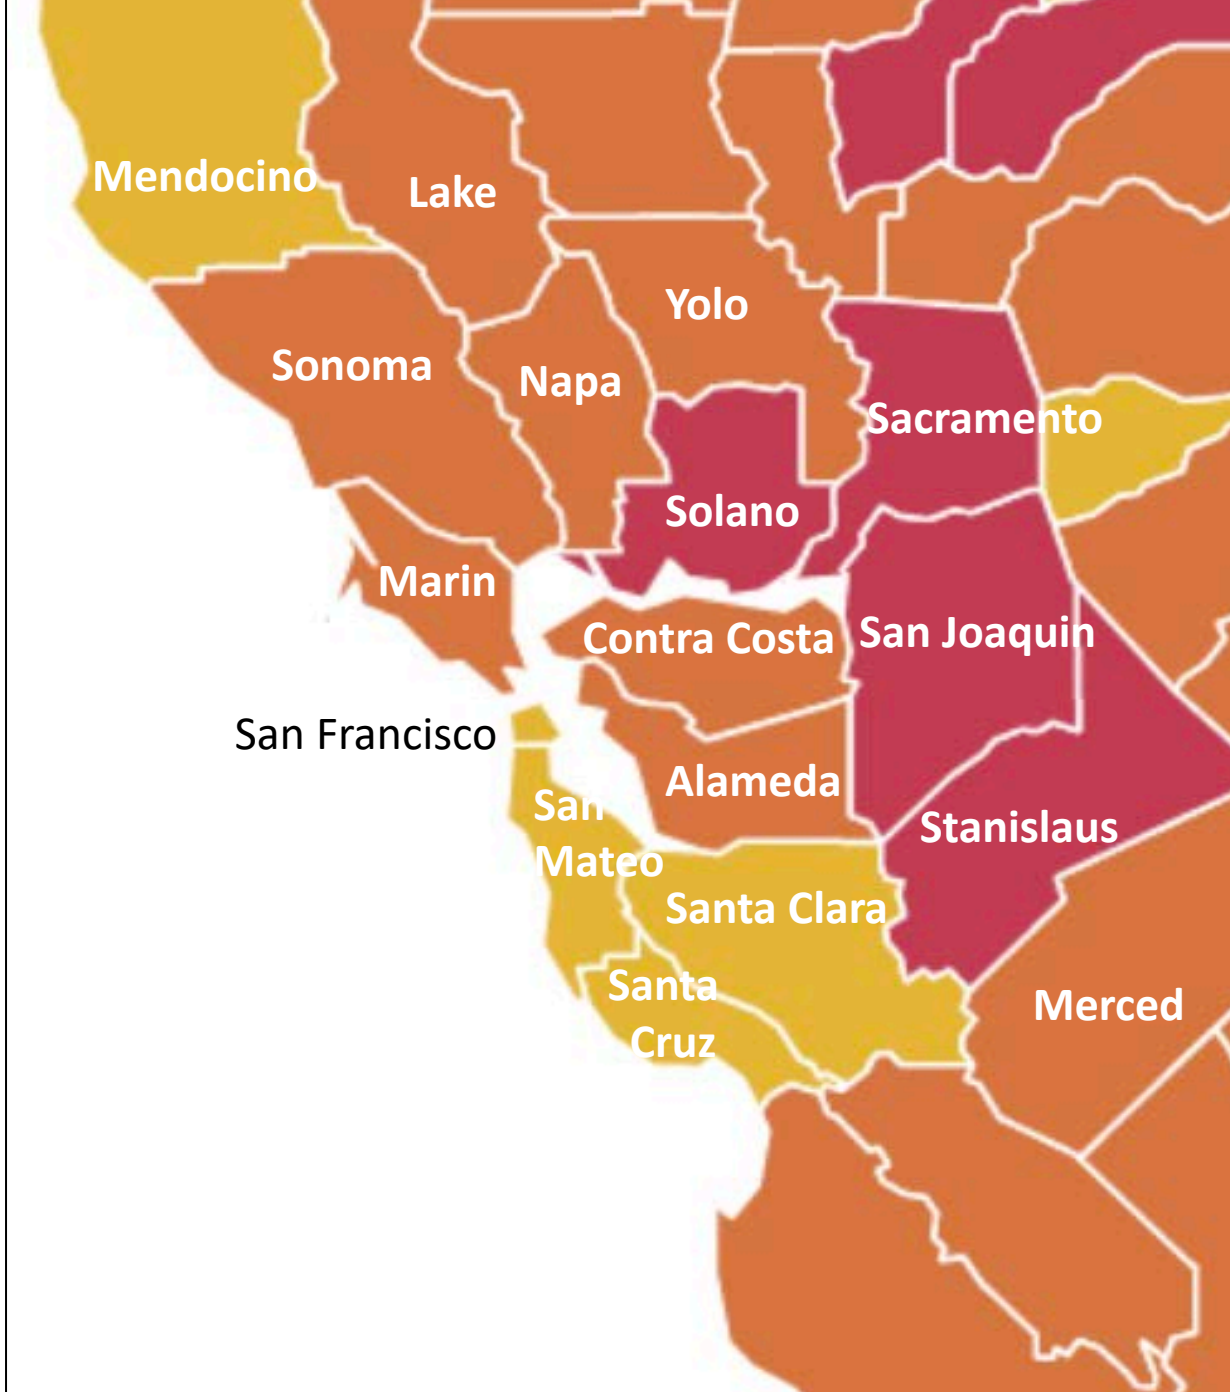 Mendocino
Lake
Yolo
Sonoma
Napa
Sacramento
Solano
Marin
Contra Costa
San Joaquin
San Francisco
Alameda
San
Mateo
Stanislaus
Santa Clara
Santa
Cruz
Merced